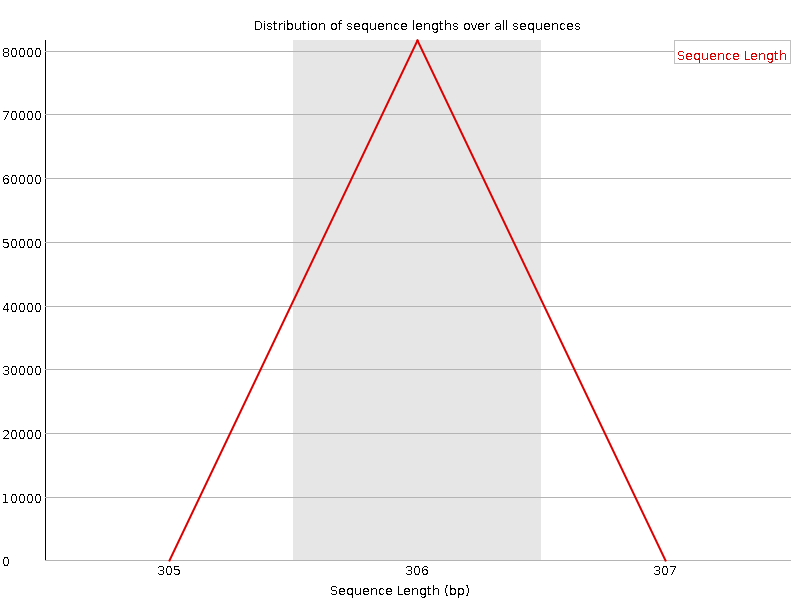 Distribution of sequence lengths over all sequences
Sequence Length
80000
70000
60000
50000
40000
30000
20000
10000
0
305 306 307
Sequence Length (bp)